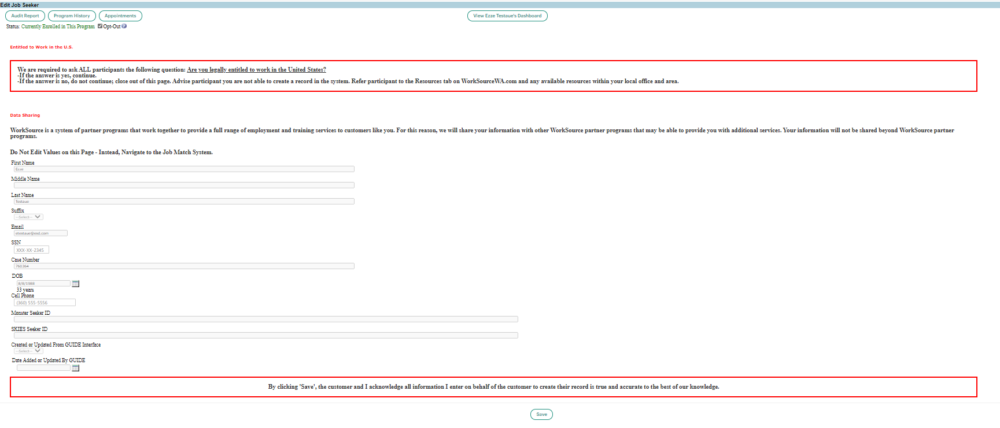 Edit Job Seeker
Audit Report Program History Appointments View Ezze Testaue's Dashboard
Status: Currently Enrolled in This Program Opt-Out ?
Entitled to Work in the U.S.
We are required to ask ALL participants the following question: Are you legally entitled to work in the United States?
-If the answer is yes, continue.
-If the answer is no, do not continue; close out of this page. Advise participant you are not able to create a record in the system. Refer participant to the Resources tab on WorkSourceWA.com and any available resources within your local office and area.
Data Sharing
WorkSource is a system of partner programs that work together to provide a full range of employment and training services to customers like you. For this reason, we will share your information with other WorkSource partner programs that may be able to provide you with additional services. Your information will not be shared beyond WorkSource partner
programs.
Do Not Edit Values on this Page - Instead, Navigate to the Job Match System.
First Name
Ezze
Middle Name
Last Name
Testaue
Suffix
--Select--
Email
etestaue@esd.com
SSN
XXX-XX-2345
Case Number
760364
DOB
8/8/1988
33 years
Cell Phone
(360) 555-5556
Monster Seeker ID
SKIES Seeker ID
Created or Updated From GUIDE Interface
--Select--
Date Added or Updated By GUIDE
By clicking 'Save', the customer and I acknowledge all information I enter on behalf of the customer to create their record is true and accurate to the best of our knowledge.
Save